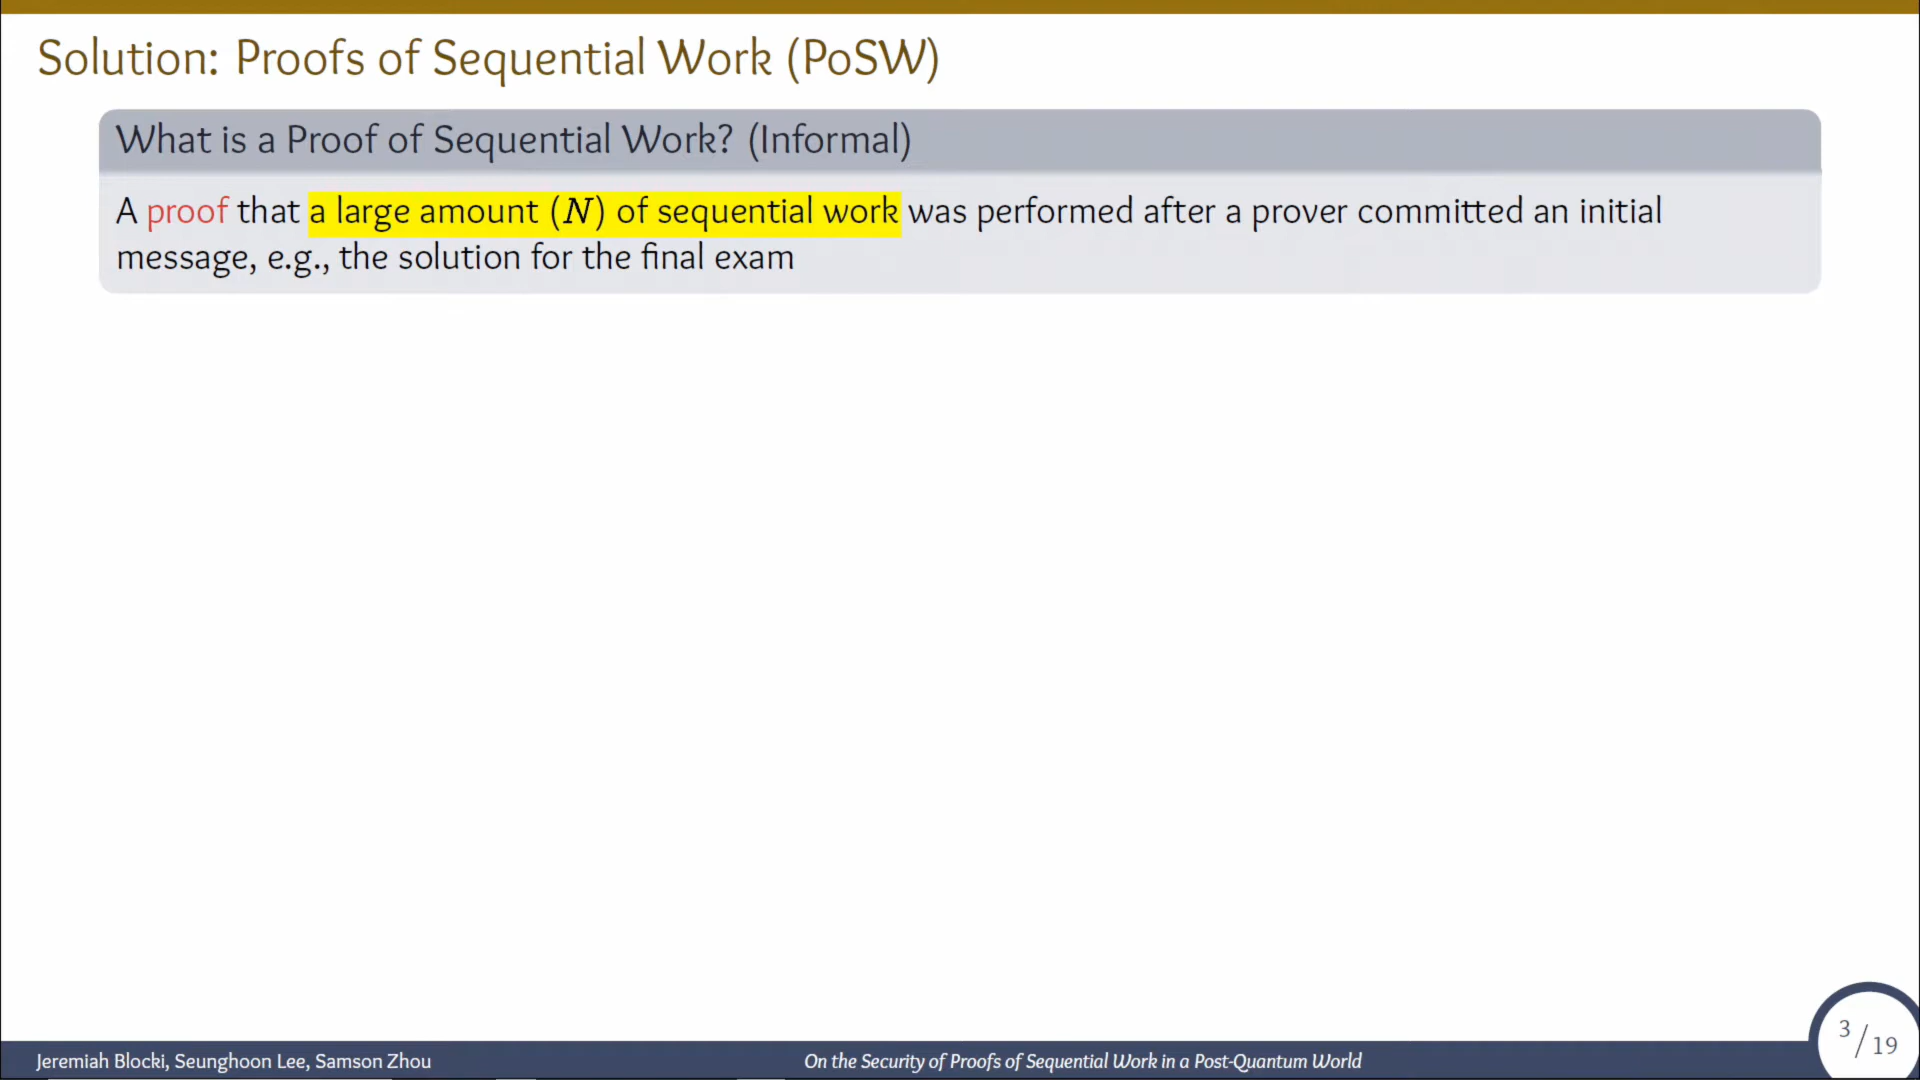 Solution: Proofs of Sequential Work (PoSW)
What is a Proof of Sequential Work? (Informal)
A proof that a large amount (N) of sequential work was performed after a prover committed an initial
message, e.g., the solution for the final exam
3/19
Jeremiah Blocki, Seunghoon Lee, Samson Zhou
On the Security of Proofs of Sequential Work in a Post-Quantum World